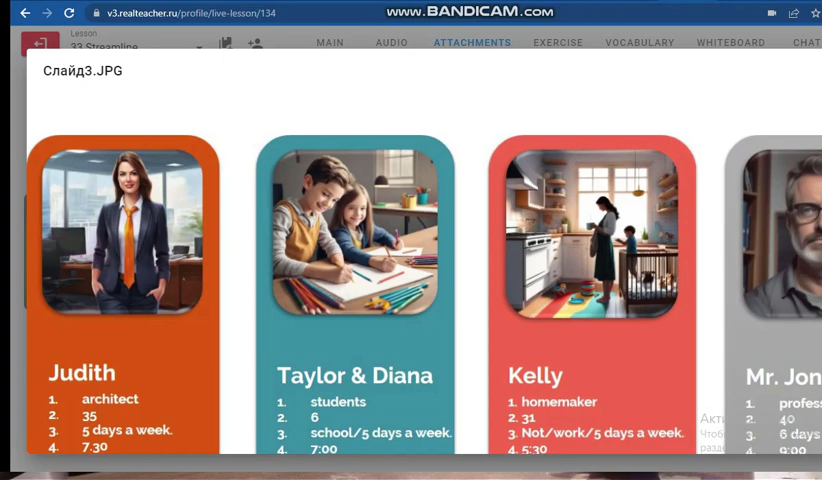 v3.realteacher.ru/profile/live-lesson/134
www.BANDICAM.com
Lesson
33 Streamline
MAIN
AUDIO
ATTACHMENTS
EXERCISE
VOCABULARY
WHITEBOARD
CHAT
Слайд3.JPG
Judith
1. architect
2. 35
3. 5 days a week.
4. 7.30
Taylor & Diana
1. students
2. 6
3. school/5 days a week.
4. 7:00
Kelly
1. homemaker
2. 31
3. Not/work/5 days a week.
4. 5:30
Mr. Jon
1. profes
2. 40
3. 6 days
4. 9:00
Акти
Чтоб
разде